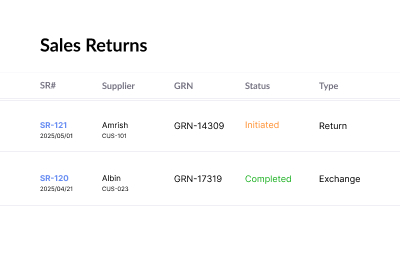 Sales Returns
SR# Supplier GRN Status Type
SR-121 Amrish GRN-14309 Initiated Return
2025/05/01 CUS-101
SR-120 Albin GRN-17319 Completed Exchange
2025/04/21 CUS-023